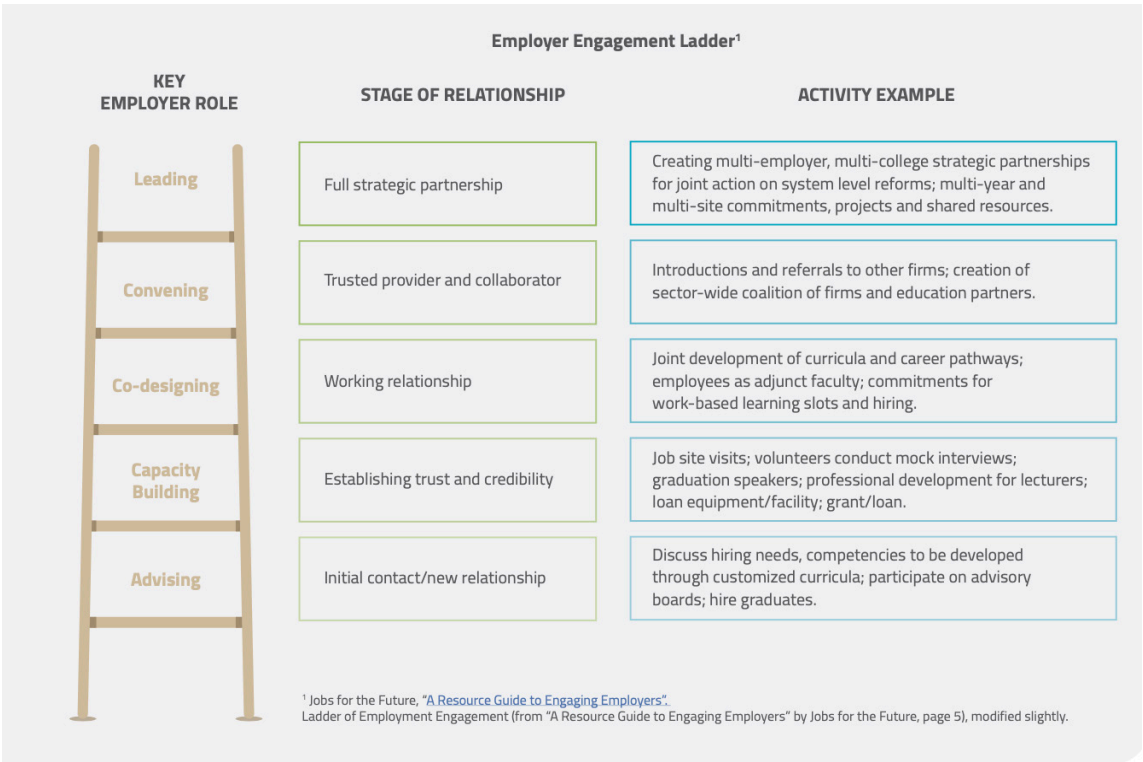 Employer Engagement Ladder¹
KEY
EMPLOYER ROLE
STAGE OF RELATIONSHIP
ACTIVITY EXAMPLE
Leading
Full strategic partnership
Creating multi-employer, multi-college strategic partnerships
for joint action on system level reforms; multi-year and
multi-site commitments, projects and shared resources.
Convening
Trusted provider and collaborator
Introductions and referrals to other firms; creation of
sector-wide coalition of firms and education partners.
Co-designing
Working relationship
Joint development of curricula and career pathways;
employees as adjunct faculty; commitments for
work-based learning slots and hiring.
Capacity
Building
Establishing trust and credibility
Job site visits; volunteers conduct mock interviews;
graduation speakers; professional development for lecturers;
loan equipment/facility; grant/loan.
Advising
Initial contact/new relationship
Discuss hiring needs, competencies to be developed
through customized curricula; participate on advisory
boards; hire graduates.
¹ Jobs for the Future, “A Resource Guide to Engaging Employers”.
Ladder of Employment Engagement (from “A Resource Guide to Engaging Employers” by Jobs for the Future, page 5), modified slightly.